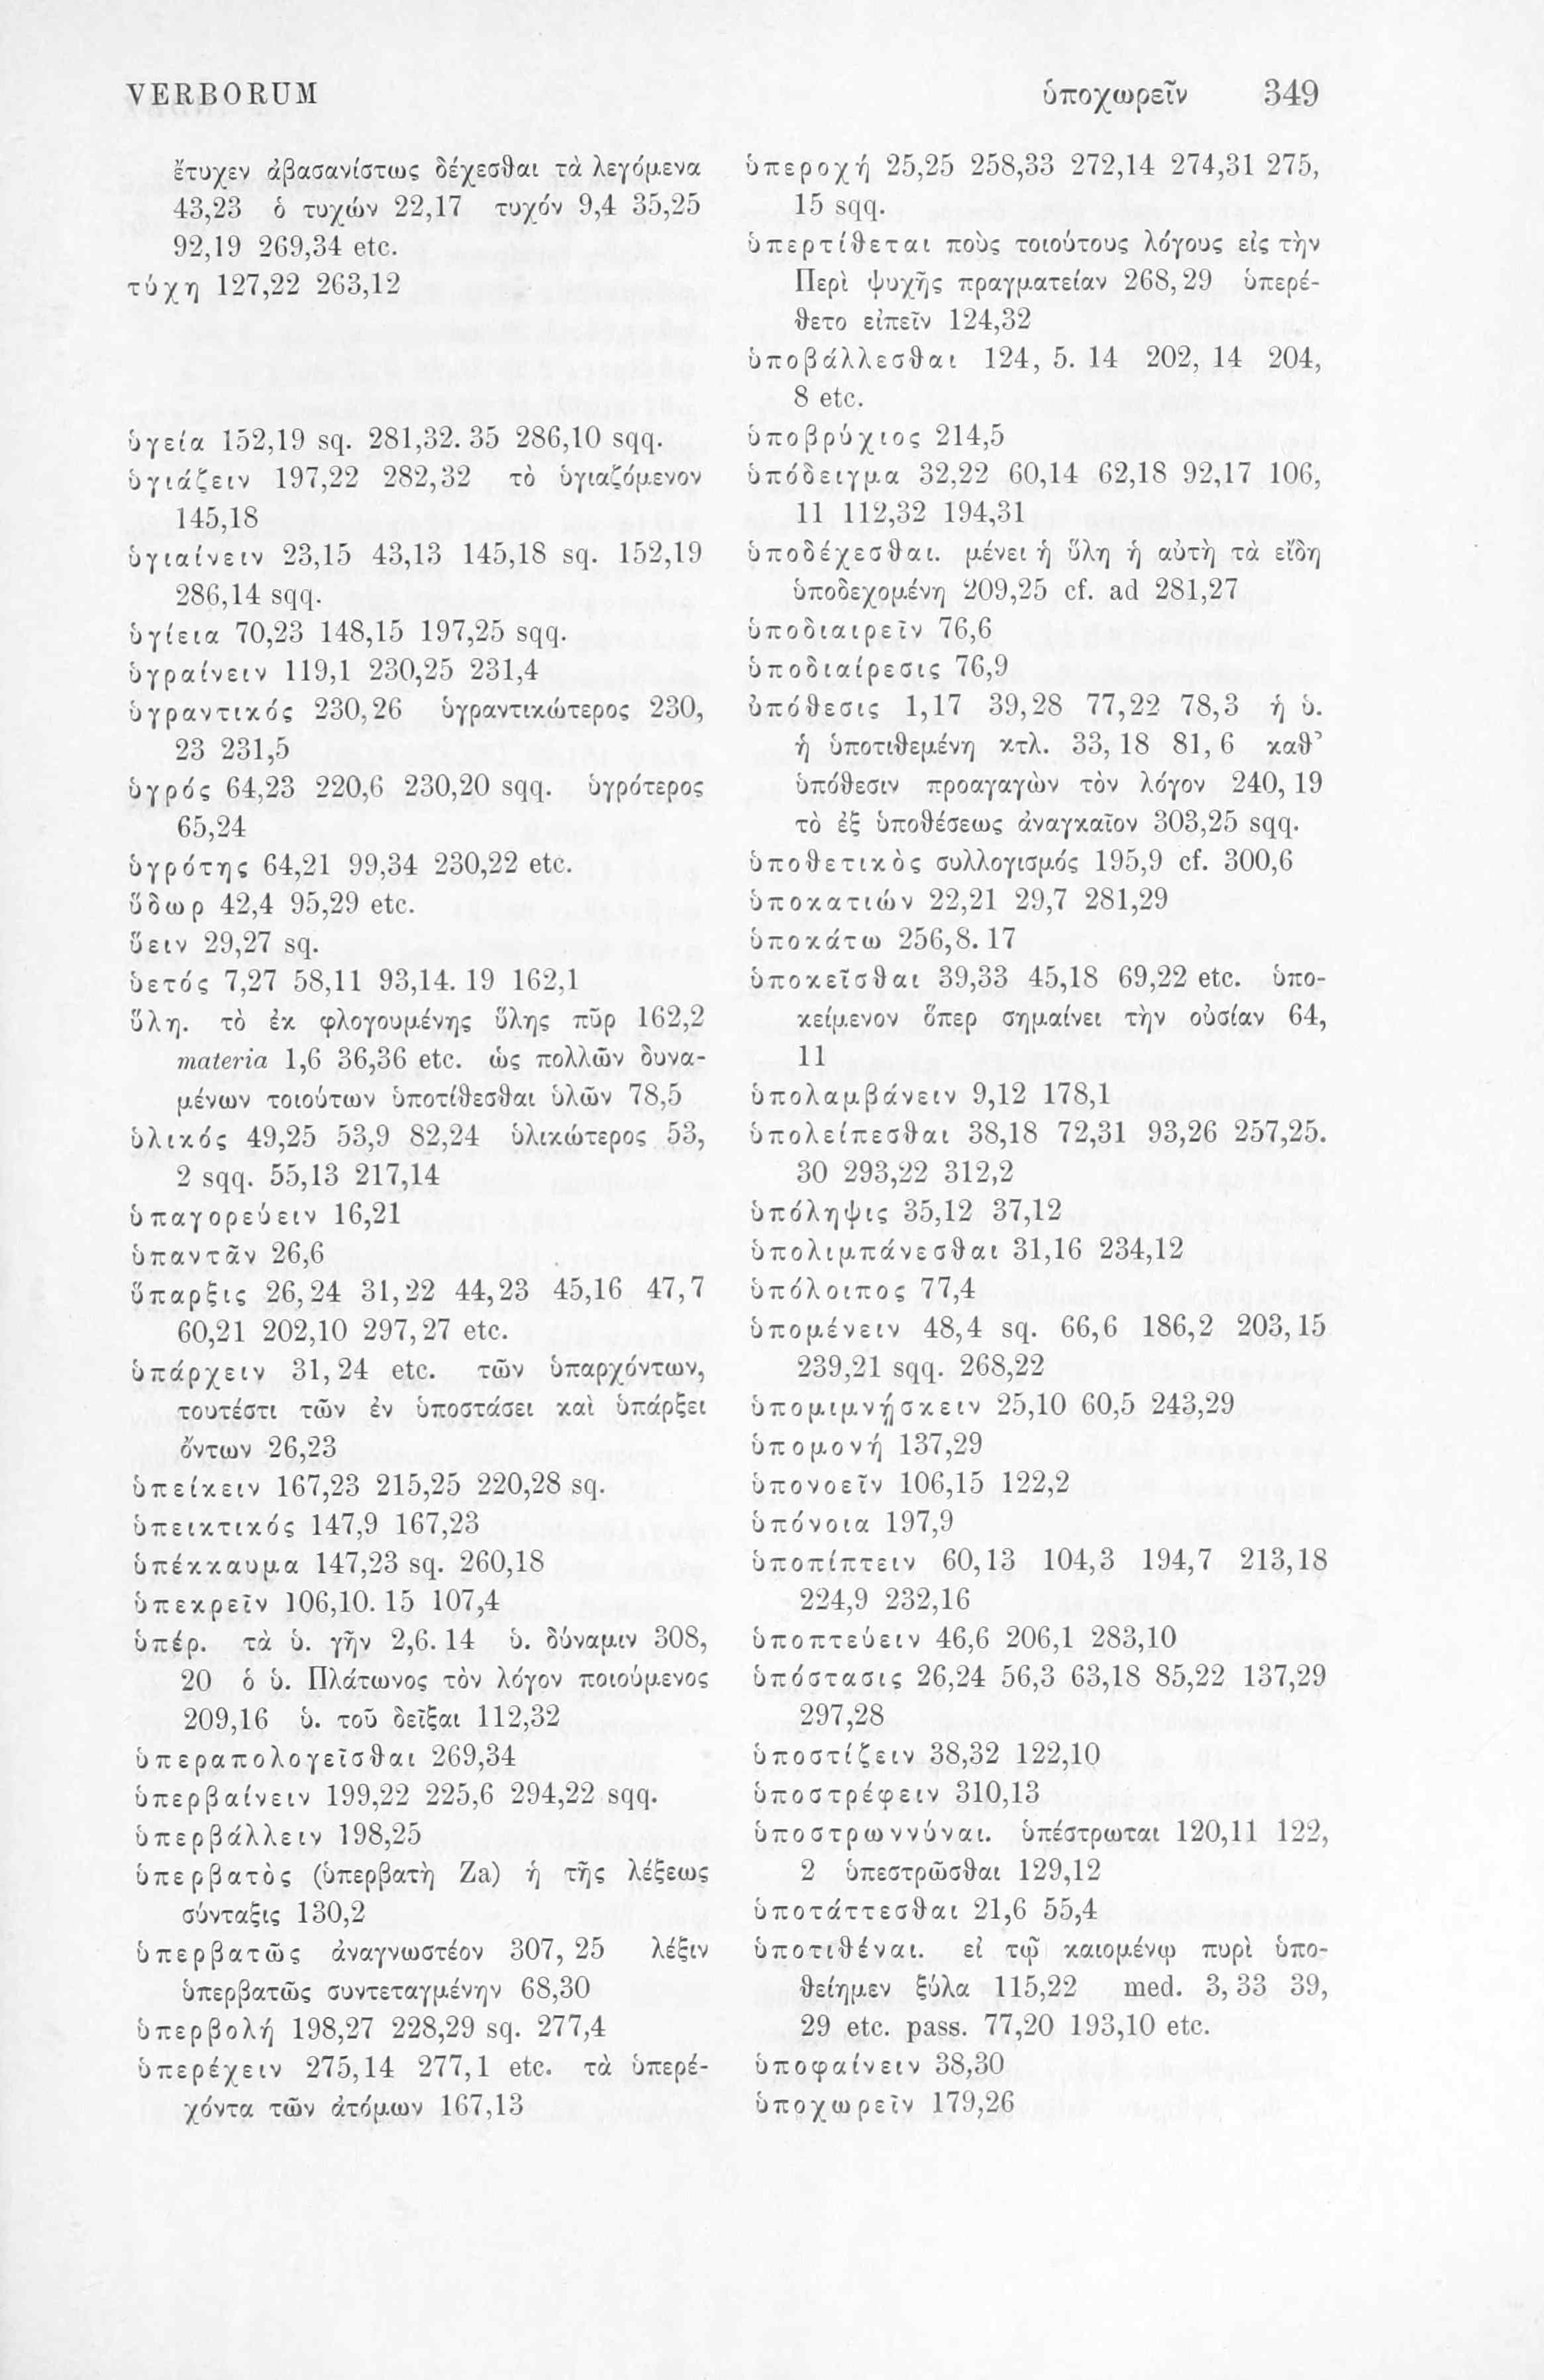 VERBORUM ὑποχωρεῖν 349
ἔτυχεν ἀβασανίστως δέχεσθαι τὰ λεγόμενα
43,23 ὁ τυχών 22,17 τυχόν 9,4 35,25
92,19 269,34 etc.
τύχη 127,22 263,12
ὑγεία 152,19 sq. 281,32. 35 286,10 sqq.
ὑγιάζειν 197,22 282,32 τὸ ὑγιαζόμενον
145,18
ὑγιαίνειν 23,15 43,13 145,18 sq. 152,19
286,14 sqq.
ὑγίεια 70,23 148,15 197,25 sqq.
ὑγραίνειν 119,1 230,25 231,4
ὑγραντικός 230,26 ὑγραντικώτερος 230,
23 231,5
ὑγρός 64,23 220,6 230,20 sqq. ὑγρότερος
65,24
ὑγρότης 64,21 99,34 230,22 etc.
ὕδωρ 42,4 95,29 etc.
ὕειν 29,27 sq.
ὑετός 7,27 58,11 93,14. 19 162,1
ὕλη. τὸ ἐκ φλογουμένης ὕλης πῦρ 162,2
materia 1,6 36,36 etc. ὡς πολλῶν δυνα-
μένων τοιούτων ὑποτίθεσθαι ὑλῶν 78,5
ὑλικός 49,25 53,9 82,24 ὑλικώτερος 53,
2 sqq. 55,13 217,14
ὑπαγορεύειν 16,21
ὑπαντᾶν 26,6
ὕπαρξις 26,24 31,22 44,23 45,16 47,7
60,21 202,10 297,27 etc.
ὑπάρχειν 31,24 etc. τῶν ὑπαρχόντων,
τουτέστι τῶν ἐν ὑποστάσει καὶ ὑπάρξει
ὄντων 26,23
ὑπείκειν 167,23 215,25 220,28 sq.
ὑπεικτικός 147,9 167,23
ὑπέκκαυμα 147,23 sq. 260,18
ὑπεκρεῖν 106,10. 15 107,4
ὑπέρ. τὰ ὑ. γῆν 2,6. 14 ὑ. δύναμιν 308,
20 ὁ ὑ. Πλάτωνος τὸν λόγον ποιούμενος
209,16 ὑ. τοῦ δεῖξαι 112,32
ὑπεραπολογεῖσθαι 269,34
ὑπερβαίνειν 199,22 225,6 294,22 sqq.
ὑπερβάλλειν 198,25
ὑπερβατὸς (ὑπερβατὴ Za) ἡ τῆς λέξεως
σύνταξις 130,2
ὑπερβατῶς ἀναγνωστέον 307, 25 λέξιν
ὑπερβατῶς συντεταγμένην 68,30
ὑπερβολή 198,27 228,29 sq. 277,4
ὑπερέχειν 275,14 277,1 etc. τὰ ὑπερέ-
χόντα τῶν ἀτόμων 167,13
ὑπεροχή 25,25 258,33 272,14 274,31 275,
15 sqq.
ὑπερτίθεται ποὺς τοιούτους λόγους εἰς τὴν
Περὶ ψυχῆς πραγματείαν 268,29 ὑπερέ-
θετο εἰπεῖν 124,32
ὑποβάλλεσθαι 124, 5. 14 202, 14 204,
8 etc.
ὑποβρύχιος 214,5
ὑπόδειγμα 32,22 60,14 62,18 92,17 106,
11 112,32 194,31
ὑποδέχεσθαι. μένει ἡ ὕλη ἡ αὐτὴ τὰ εἴδη
ὑποδεχομένη 209,25 cf. ad 281,27
ὑποδιαιρεῖν 76,6
ὑποδιαίρεσις 76,9
ὑπόθεσις 1,17 39,28 77,22 78,3 ἡ ὑ.
ἡ ὑποτιθεμένη κτλ. 33, 18 81, 6 καθ’
ὑπόθεσιν προαγαγὼν τὸν λόγον 240, 19
τὸ ἐξ ὑποθέσεως ἀναγκαῖον 303,25 sqq.
ὑποθετικὸς συλλογισμός 195,9 cf. 300,6
ὑποκατιών 22,21 29,7 281,29
ὑποκάτω 256,8. 17
ὑποκεῖσθαι 39,33 45,18 69,22 etc. ὑπο-
κείμενον ὅπερ σημαίνει τὴν οὐσίαν 64,
11
ὑπολαμβάνειν 9,12 178,1
ὑπολείπεσθαι 38,18 72,31 93,26 257,25.
30 293,22 312,2
ὑπόληψις 35,12 37,12
ὑπολιμπάνεσθαι 31,16 234,12
ὑπόλοιπος 77,4
ὑπομένειν 48,4 sq. 66,6 186,2 203,15
239,21 sqq. 268,22
ὑπομιμνῄσκειν 25,10 60,5 243,29
ὑπομονή 137,29
ὑπονοεῖν 106,15 122,2
ὑπόνοια 197,9
ὑποπίπτειν 60,13 104,3 194,7 213,18
224,9 232,16
ὑποπτεύειν 46,6 206,1 283,10
ὑπόστασις 26,24 56,3 63,18 85,22 137,29
297,28
ὑποστίζειν 38,32 122,10
ὑποστρέφειν 310,13
ὑποστρωννύναι. ὑπέστρωται 120,11 122,
2 ὑπεστρῶσθαι 129,12
ὑποτάττεσθαι 21,6 55,4
ὑποτιθέναι. εἰ τῷ καιομένῳ πυρὶ ὑπο-
θείημεν ξύλα 115,22 med. 3, 33 39,
29 etc. pass. 77,20 193,10 etc.
ὑποφαίνειν 38,30
ὑποχωρεῖν 179,26